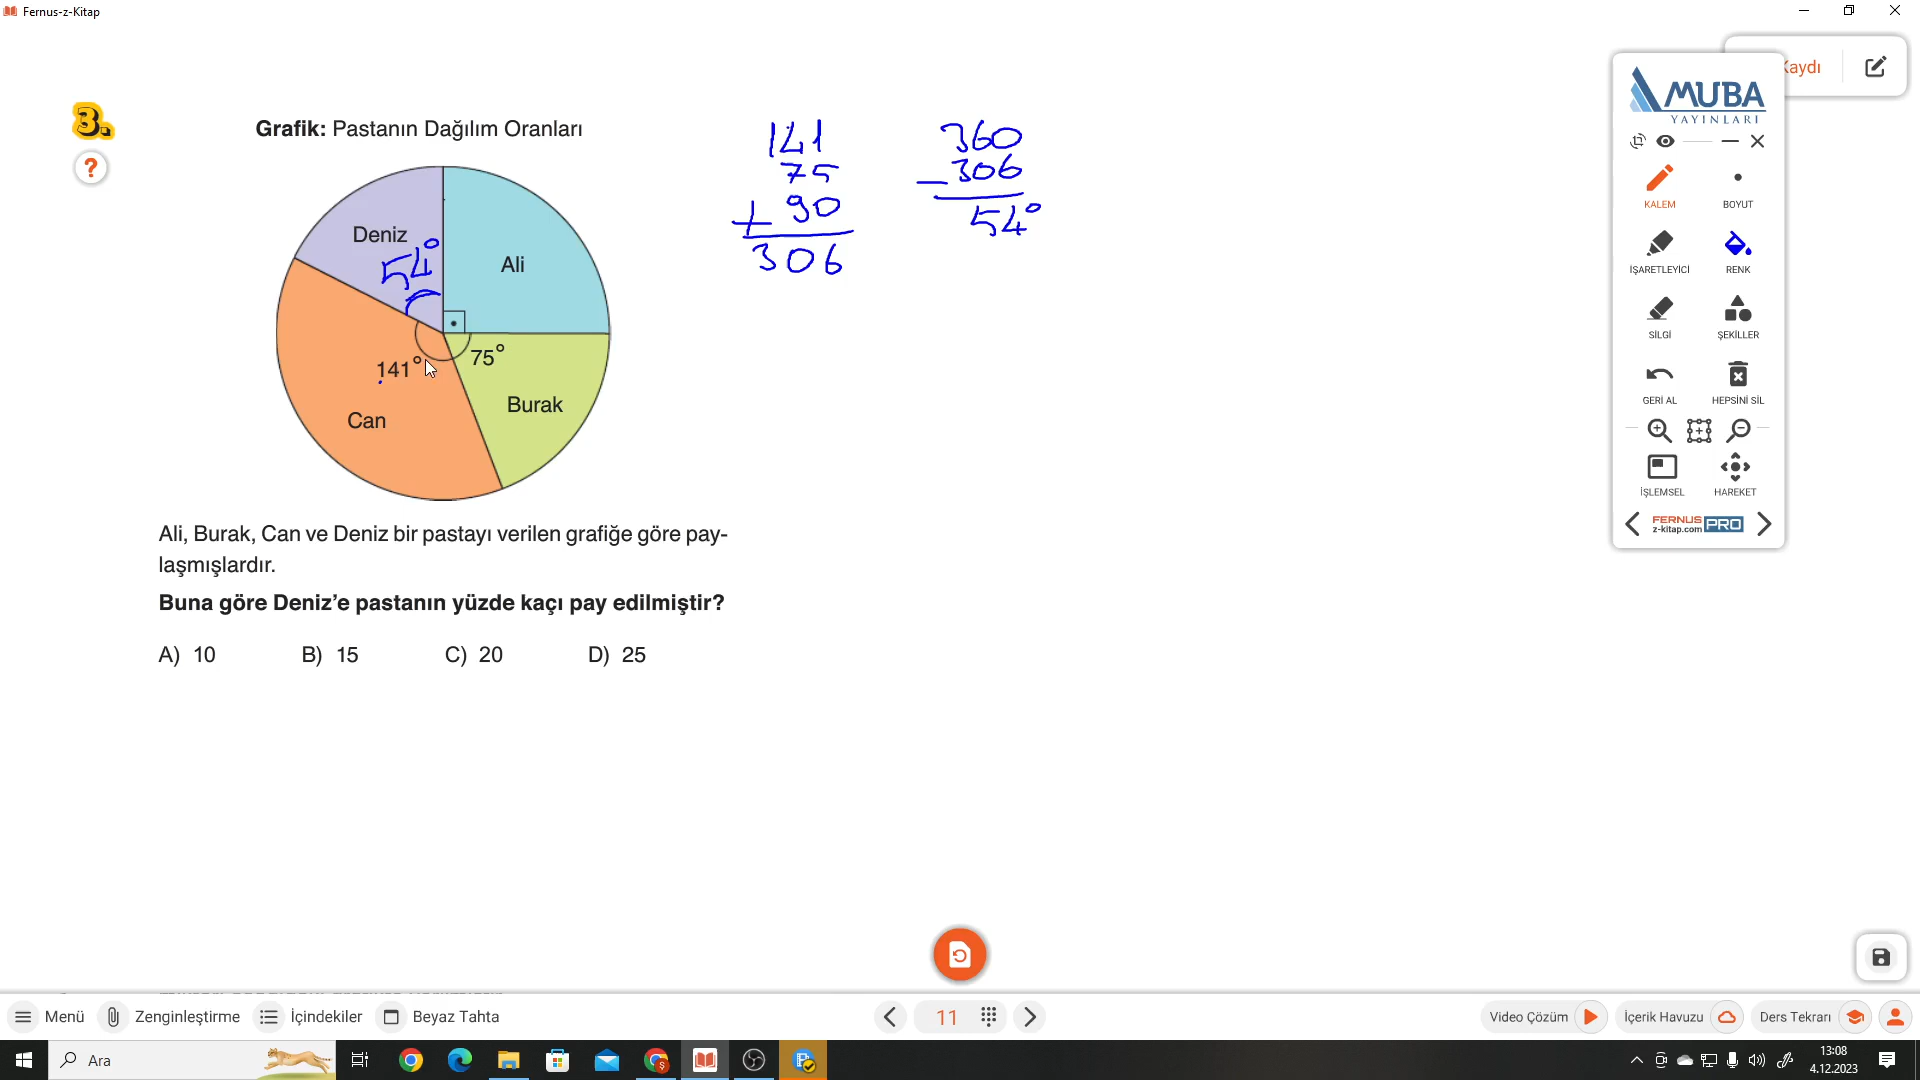 Fernus-z-Kitap
Kaydı
3.
?
Grafik: Pastanın Dağılım Oranları
Deniz
54°
Ali
141°
75°
Can
Burak
141
75
+ 90
306
360
- 306
54°
Ali, Burak, Can ve Deniz bir pastayı verilen grafiğe göre pay-
laşmışlardır.
Buna göre Deniz’e pastanın yüzde kaçı pay edilmiştir?
A) 10 B) 15 C) 20 D) 25
MUBA
YAYINLARI
KALEM BOYUT
İŞARETLEYİCİ RENK
SİLGİ ŞEKİLLER
GERİ AL HEPSİNİ SİL
İŞLEMSEL HAREKET
FERNUS PRO
z-kitap.com
Menü Zenginleştirme İçindekiler Beyaz Tahta 11 Video Çözüm İçerik Havuzu Ders Tekrarı
Ara
13:08
4.12.2023